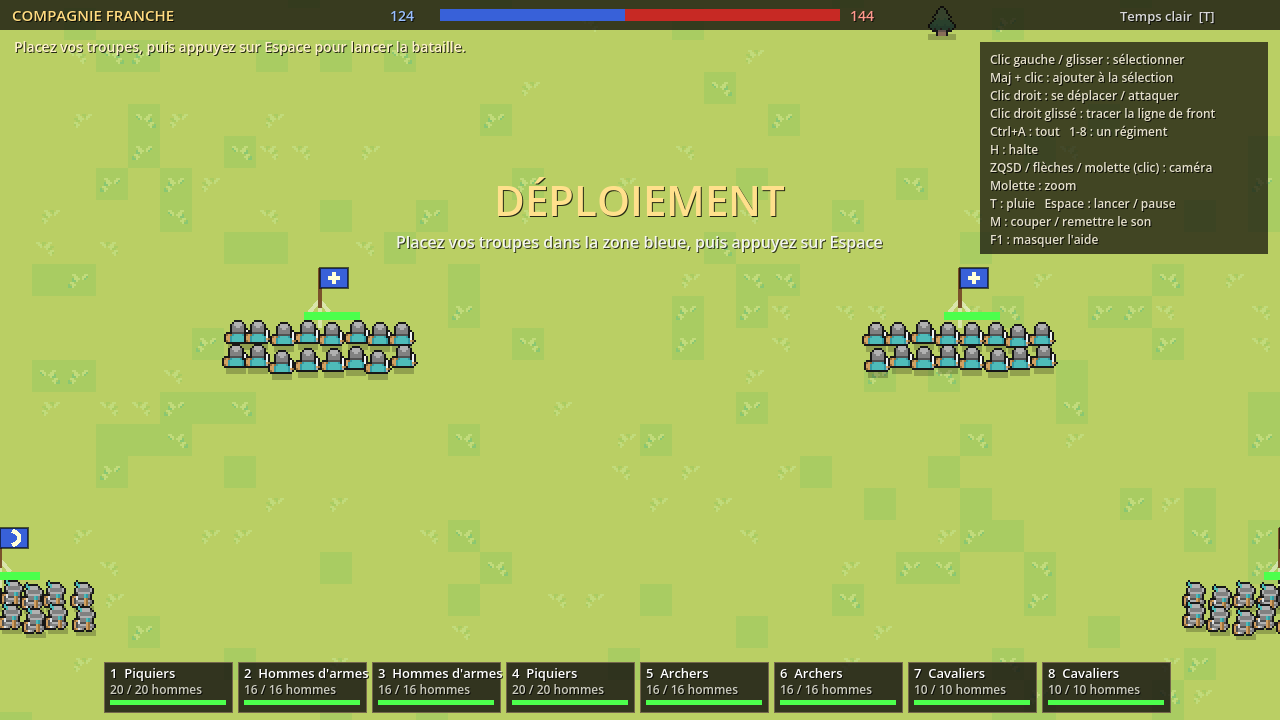 COMPAGNIE FRANCHE
124
144
Temps clair [T]
Placez vos troupes, puis appuyez sur Espace pour lancer la bataille.
Clic gauche / glisser : sélectionner
Maj + clic : ajouter à la sélection
Clic droit : se déplacer / attaquer
Clic droit glissé : tracer la ligne de front
Ctrl+A : tout 1-8 : un régiment
H : halte
ZQSD / flèches / molette (clic) : caméra
Molette : zoom
T : pluie Espace : lancer / pause
M : couper / remettre le son
F1 : masquer l'aide
DÉPLOIEMENT
Placez vos troupes dans la zone bleue, puis appuyez sur Espace
1 Piquiers
20 / 20 hommes
2 Hommes d'armes
16 / 16 hommes
3 Hommes d'armes
16 / 16 hommes
4 Piquiers
20 / 20 hommes
5 Archers
16 / 16 hommes
6 Archers
16 / 16 hommes
7 Cavaliers
10 / 10 hommes
8 Cavaliers
10 / 10 hommes